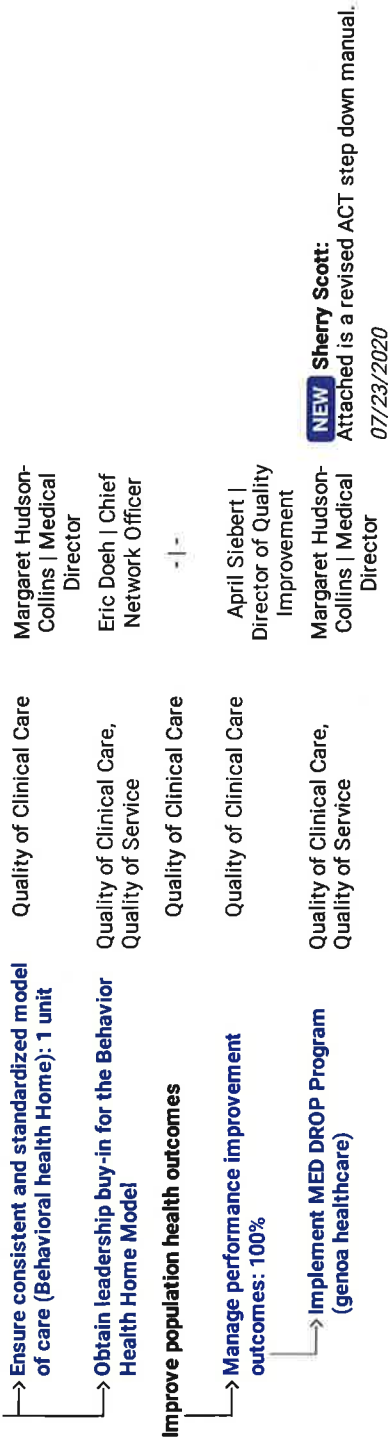 Ensure consistent and standardized model
of care (Behavioral health Home): 1 unit
Quality of Clinical Care
Margaret Hudson-
Collins | Medical
Director
Obtain leadership buy-in for the Behavior
Health Home Model
Quality of Clinical Care,
Quality of Service
Eric Doeh | Chief
Network Officer
Improve population health outcomes
Quality of Clinical Care
- | -
Manage performance improvement
outcomes: 100%
Quality of Clinical Care
April Siebert |
Director of Quality
Improvement
Implement MED DROP Program
(genoa healthcare)
Quality of Clinical Care,
Quality of Service
Margaret Hudson-
Collins | Medical
Director
NEW Sherry Scott:
Attached is a revised ACT step down manual.
07/23/2020